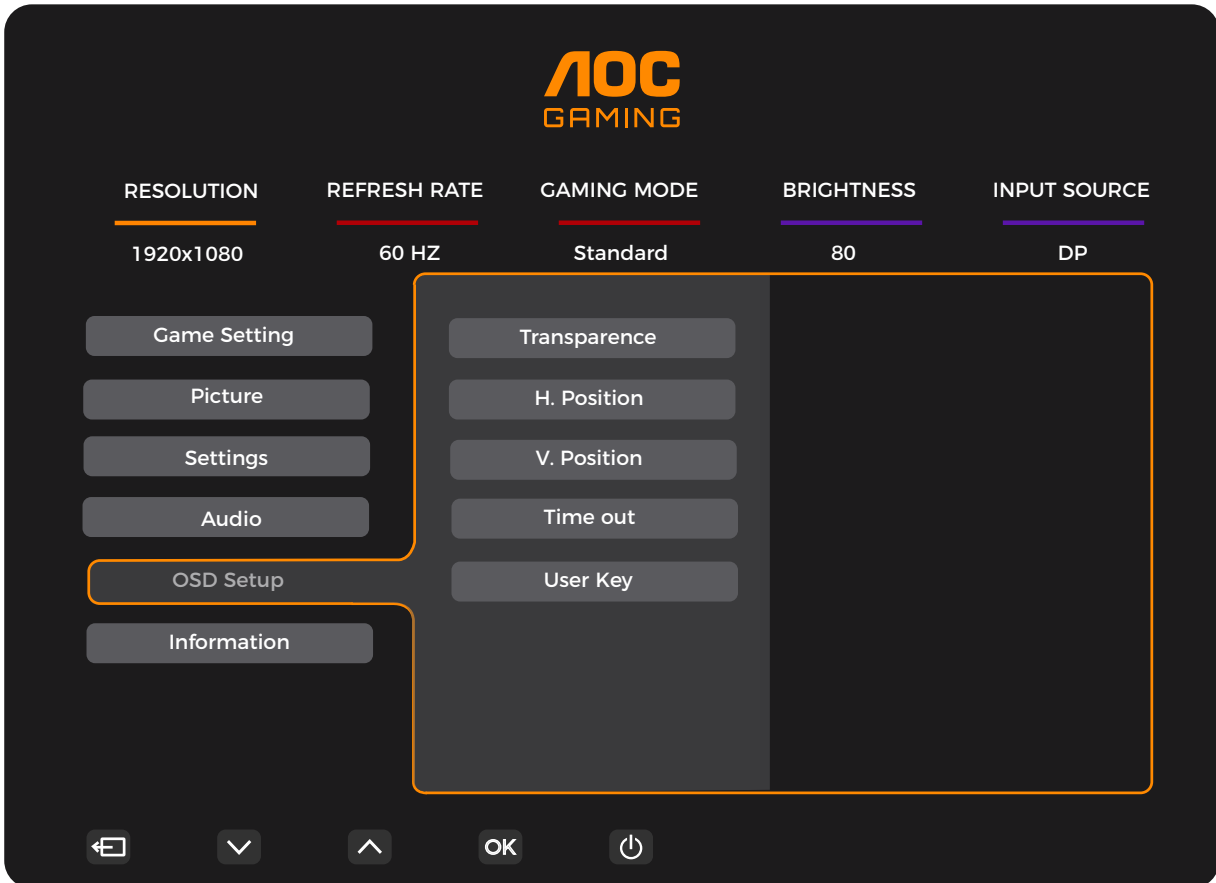 AOC
GAMING
RESOLUTION REFRESH RATE GAMING MODE BRIGHTNESS INPUT SOURCE
1920x1080 60 HZ Standard 80 DP
Game Setting
Picture
Settings
Audio
OSD Setup
Information
Transparence
H. Position
V. Position
Time out
User Key
OK